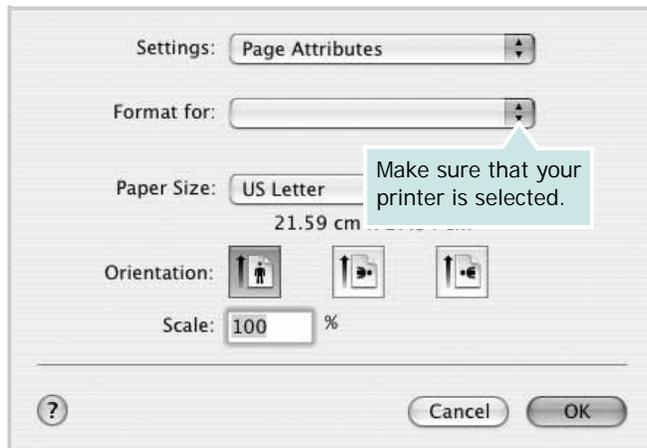 Settings: Page Attributes
Format for:
Make sure that your
printer is selected.
Paper Size: US Letter
21.59 cm
Orientation:
Scale: 100 %
? Cancel OK